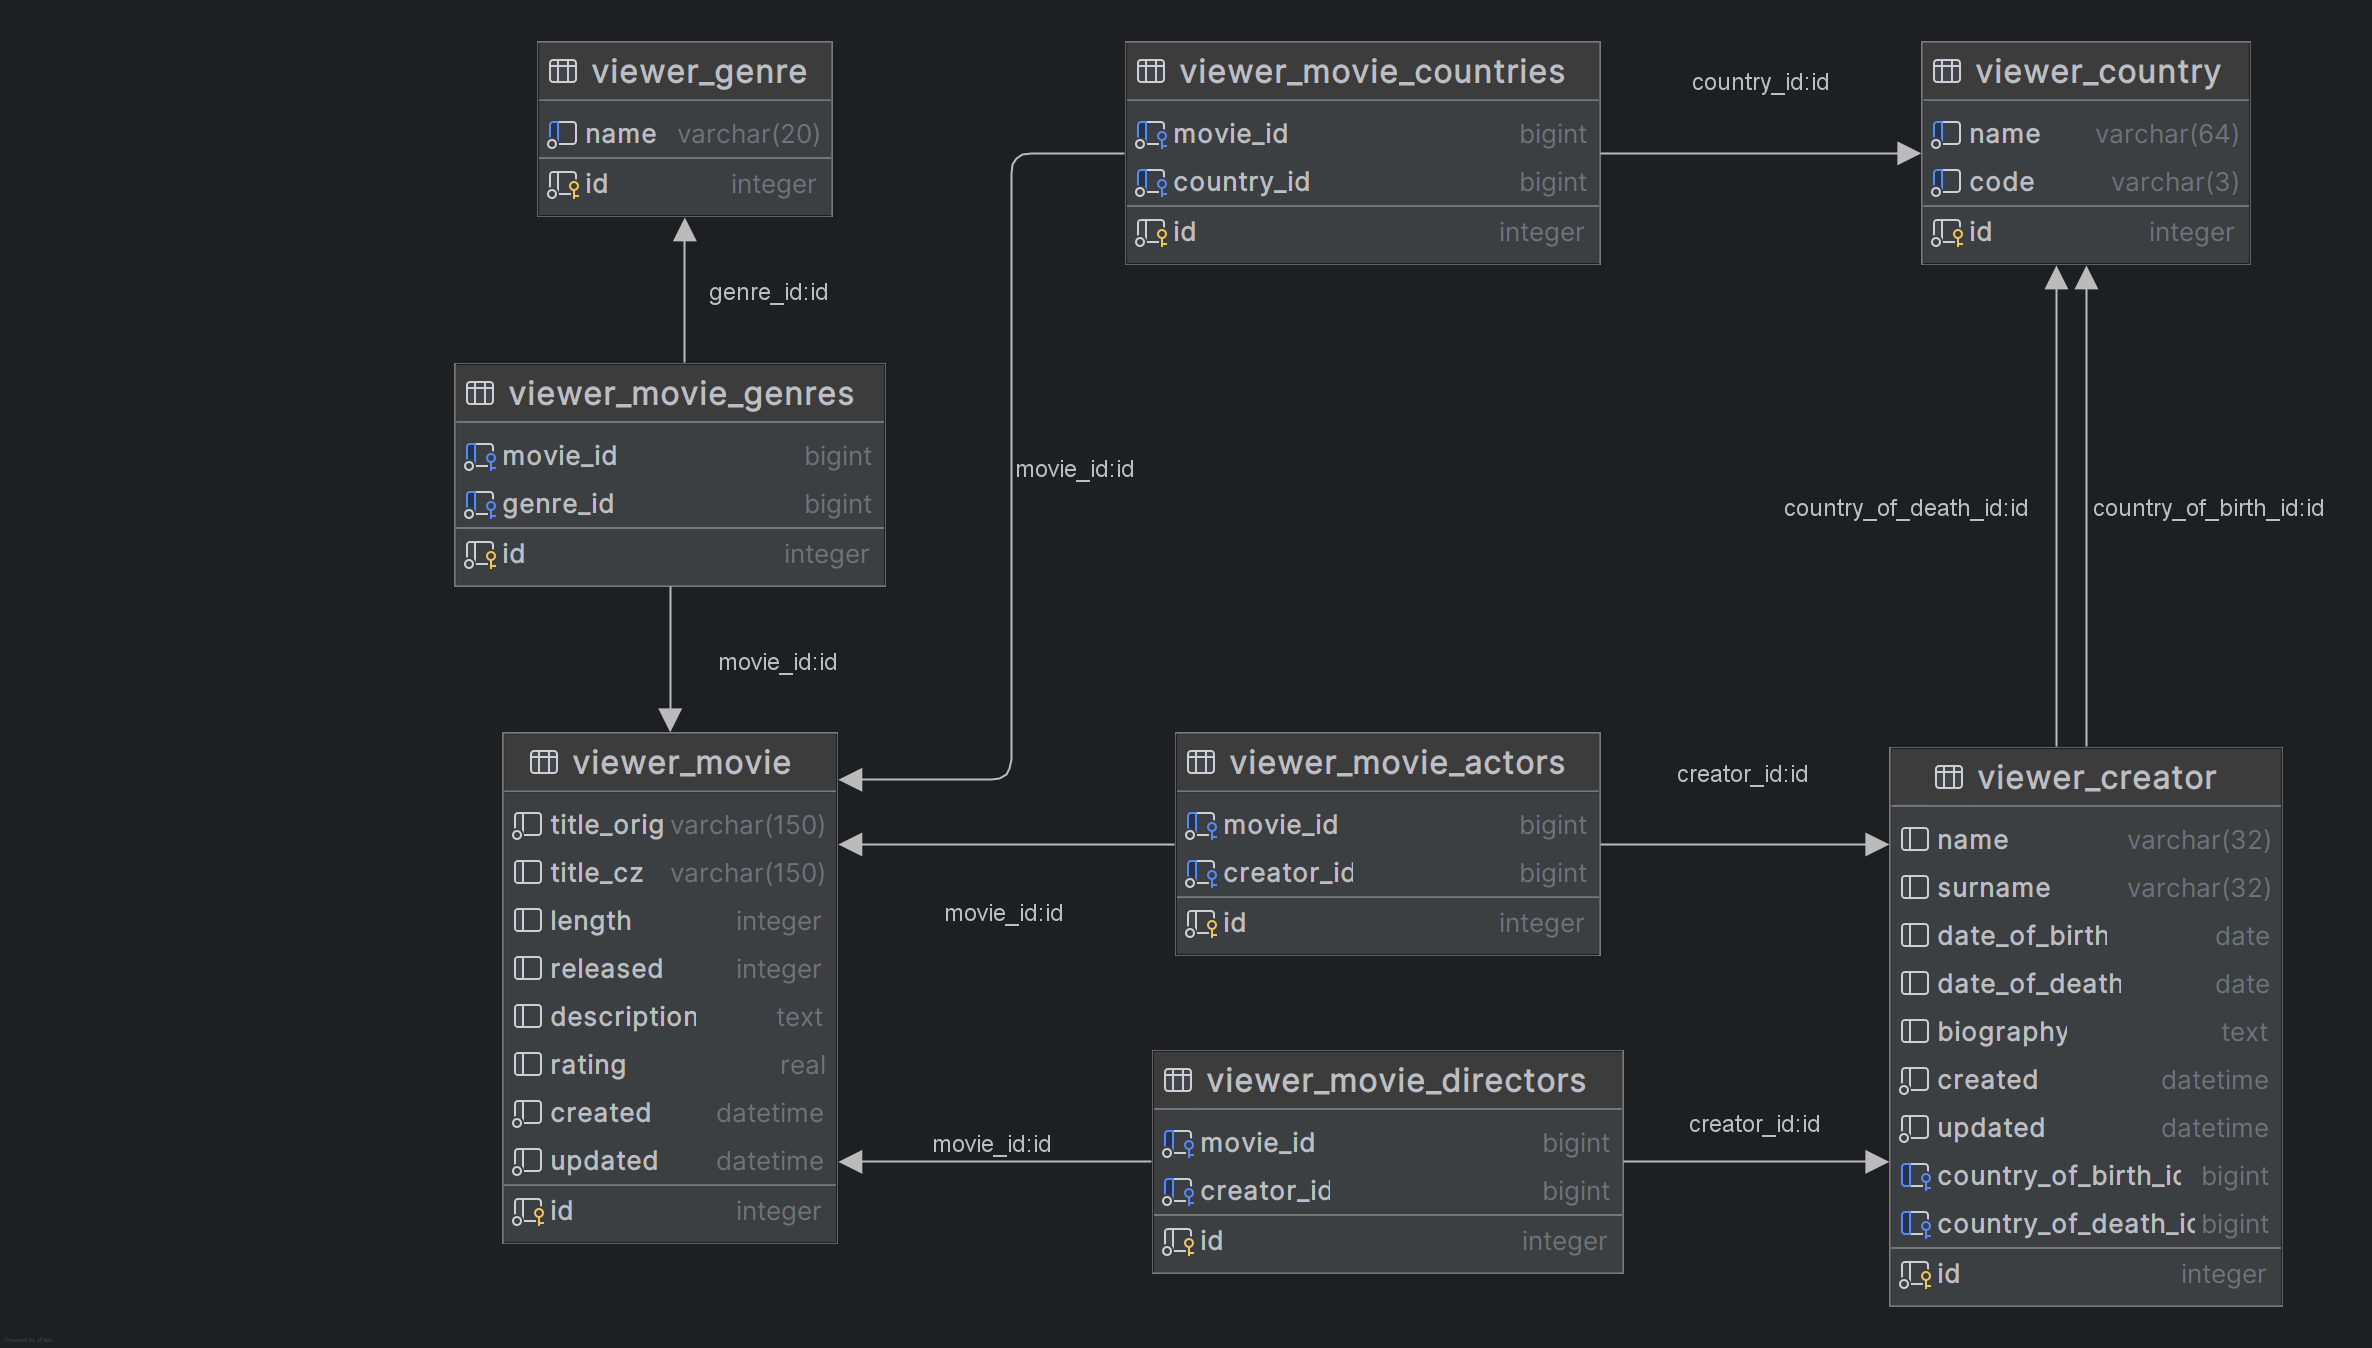 viewer_genre
name varchar(20)
id integer
viewer_movie_countries
movie_id bigint
country_id bigint
id integer
country_id:id
viewer_country
name varchar(64)
code varchar(3)
id integer
genre_id:id
viewer_movie_genres
movie_id bigint
genre_id bigint
id integer
movie_id:id
country_of_death_id:id
country_of_birth_id:id
movie_id:id
viewer_movie
title_orig varchar(150)
title_cz varchar(150)
length integer
released integer
description text
rating real
created datetime
updated datetime
id integer
viewer_movie_actors
movie_id bigint
creator_id bigint
id integer
creator_id:id
movie_id:id
viewer_movie_directors
movie_id bigint
creator_id bigint
id integer
creator_id:id
movie_id:id
viewer_creator
name varchar(32)
surname varchar(32)
date_of_birth date
date_of_death date
biography text
created datetime
updated datetime
country_of_birth_id bigint
country_of_death_id bigint
id integer
Powered by yFiles